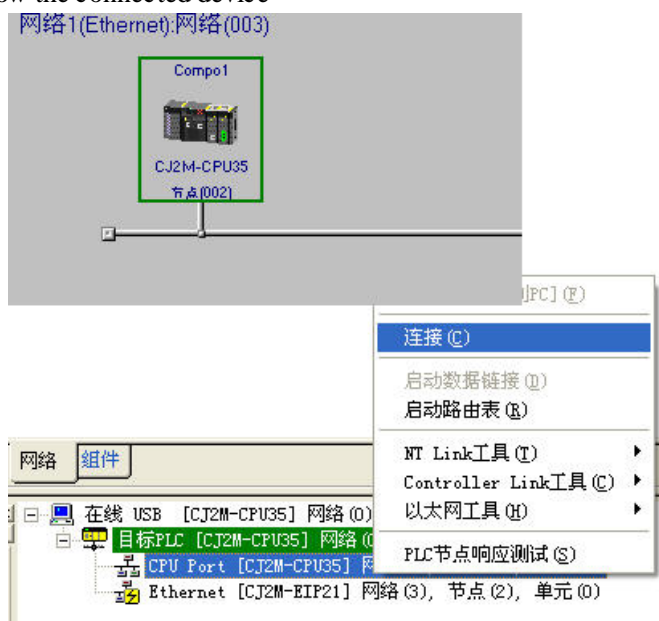 the connected device
网络1(Ethernet):网络(003)
Compo1
CJ2M-CPU35
节点(002)
PC](F)
连接(C)
启动数据链接(D)
启动路由表(R)
NT Link工具(T)
Controller Link工具(C)
以太网工具(H)
PLC节点响应测试(S)
网络 组件
在线 USB [CJ2M-CPU35] 网络(0)
目标PLC [CJ2M-CPU35] 网络(
CPU Port [CJ2M-CPU35]
Ethernet [CJ2M-EIP21] 网络(3), 节点(2), 单元(0)